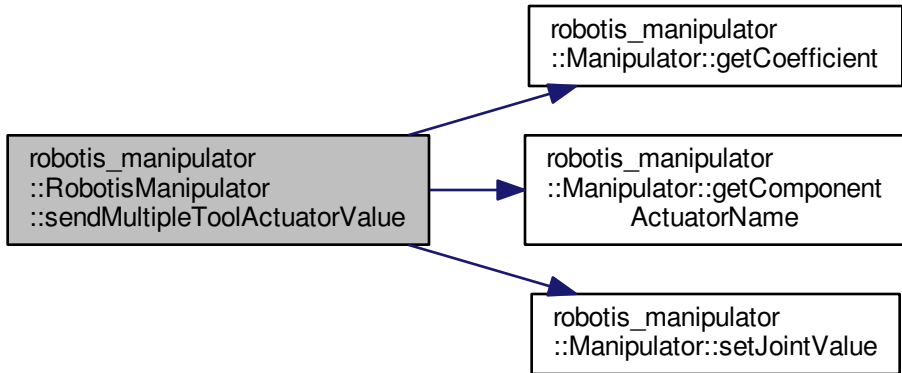 robotis_manipulator
::RobotisManipulator
::sendMultipleToolActuatorValue
robotis_manipulator
::Manipulator::getCoefficient
robotis_manipulator
::Manipulator::getComponent
ActuatorName
robotis_manipulator
::Manipulator::setJointValue